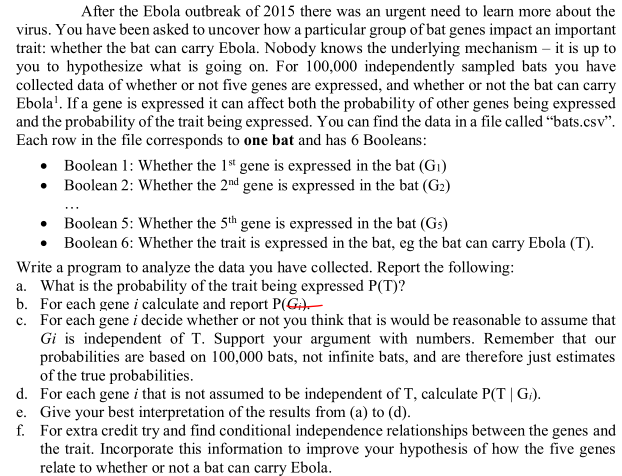 After the Ebola outbreak of 2015 there was an urgent need to learn more about the
virus. You have been asked to uncover how a particular group of bat genes impact an important
trait: whether the bat can carry Ebola. Nobody knows the underlying mechanism – it is up to
you to hypothesize what is going on. For 100,000 independently sampled bats you have
collected data of whether or not five genes are expressed, and whether or not the bat can carry
Ebola¹. If a gene is expressed it can affect both the probability of other genes being expressed
and the probability of the trait being expressed. You can find the data in a file called “bats.csv”.
Each row in the file corresponds to one bat and has 6 Booleans:
• Boolean 1: Whether the 1st gene is expressed in the bat (G₁)
• Boolean 2: Whether the 2nd gene is expressed in the bat (G₂)
…
• Boolean 5: Whether the 5th gene is expressed in the bat (G₅)
• Boolean 6: Whether the trait is expressed in the bat, eg the bat can carry Ebola (T).
Write a program to analyze the data you have collected. Report the following:
a. What is the probability of the trait being expressed P(T)?
b. For each gene i calculate and report P(Gᵢ).
c. For each gene i decide whether or not you think that is would be reasonable to assume that
Gi is independent of T. Support your argument with numbers. Remember that our
probabilities are based on 100,000 bats, not infinite bats, and are therefore just estimates
of the true probabilities.
d. For each gene i that is not assumed to be independent of T, calculate P(T | Gᵢ).
e. Give your best interpretation of the results from (a) to (d).
f. For extra credit try and find conditional independence relationships between the genes and
the trait. Incorporate this information to improve your hypothesis of how the five genes
relate to whether or not a bat can carry Ebola.